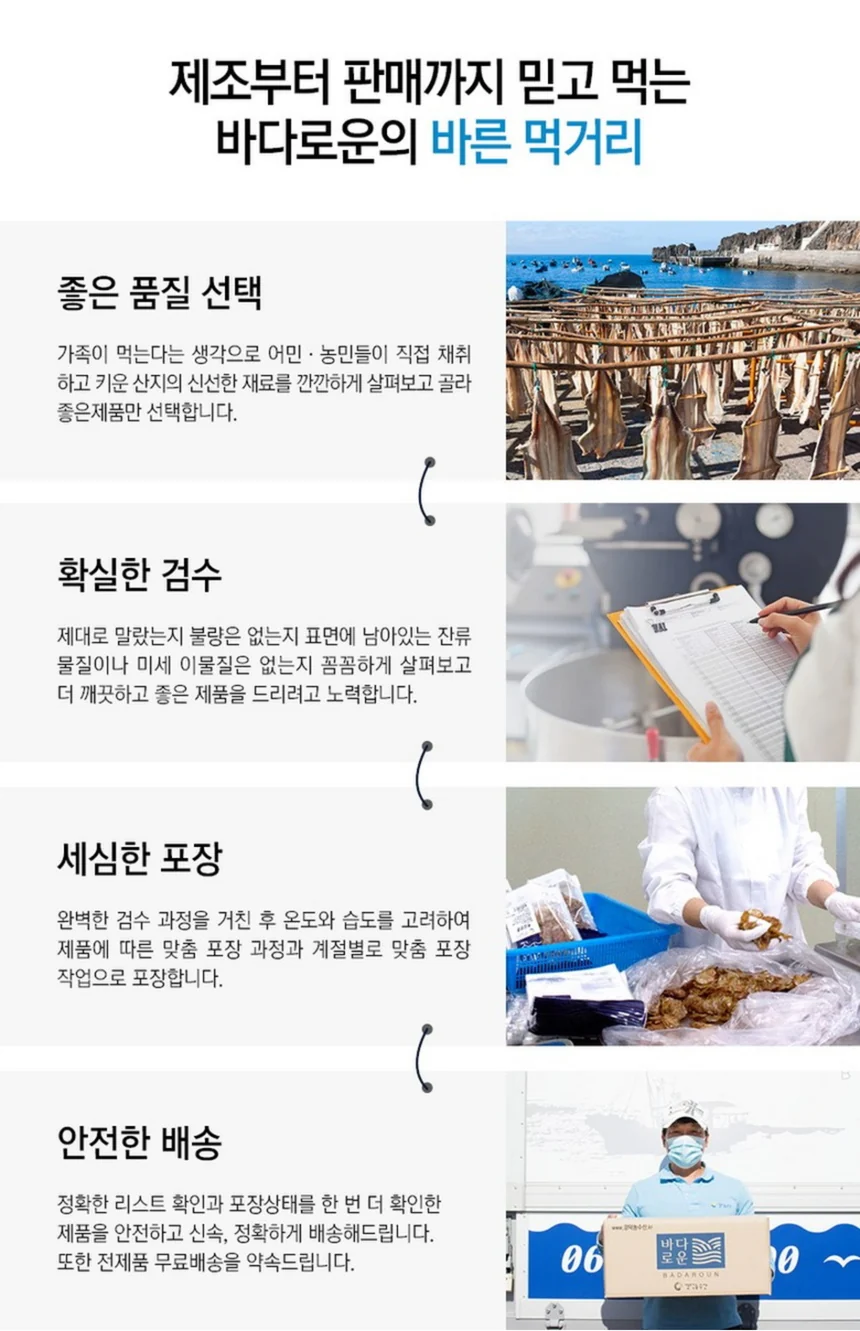 제조부터 판매까지 믿고 먹는
바다로운의 바른 먹거리
좋은 품질 선택
가족이 먹는다는 생각으로 어민 · 농민들이 직접 채취
하고 키운 산지의 신선한 재료를 깐깐하게 살펴보고 골라
좋은제품만 선택합니다.
확실한 검수
제대로 말랐는지 불량은 없는지 표면에 남아있는 잔류
물질이나 미세 이물질은 없는지 꼼꼼하게 살펴보고
더 깨끗하고 좋은 제품을 드리려고 노력합니다.
세심한 포장
완벽한 검수 과정을 거친 후 온도와 습도를 고려하여
제품에 따른 맞춤 포장 과정과 계절별로 맞춤 포장
작업으로 포장합니다.
안전한 배송
정확한 리스트 확인과 포장상태를 한 번 더 확인한
제품을 안전하고 신속, 정확하게 배송해드립니다.
또한 전제품 무료배송을 약속드립니다.
06
0
바다
로운
BADAROUN